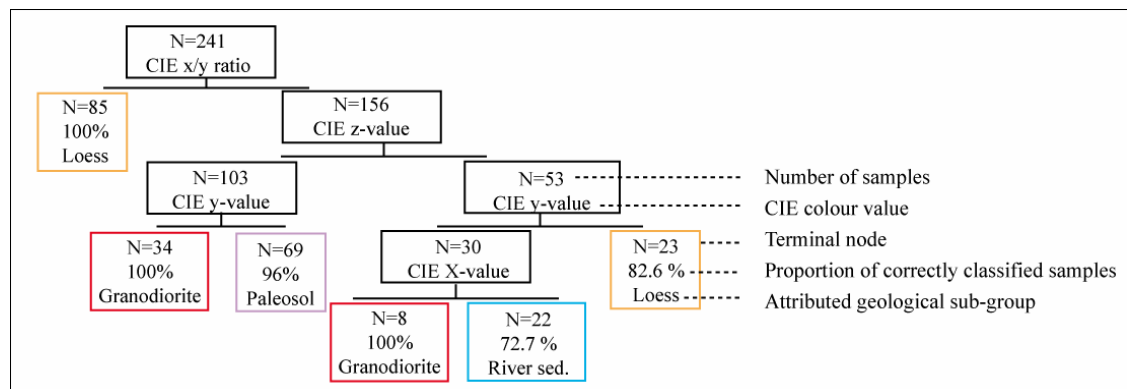 N=241
CIE x/y ratio
N=85
100%
Loess
N=156
CIE z-value
N=103
CIE y-value
N=53
CIE y-value
Number of samples
CIE colour value
Terminal node
Proportion of correctly classified samples
Attributed geological sub-group
N=34
100%
Granodiorite
N=69
96%
Paleosol
N=30
CIE X-value
N=23
82.6 %
Loess
N=8
100%
Granodiorite
N=22
72.7 %
River sed.